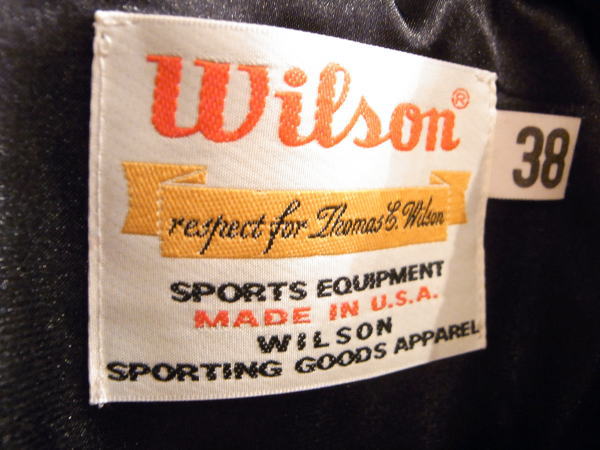 Wilson®
38
respect for Thomas E. Wilson
SPORTS EQUIPMENT
MADE IN U.S.A.
WILSON
SPORTING GOODS APPAREL